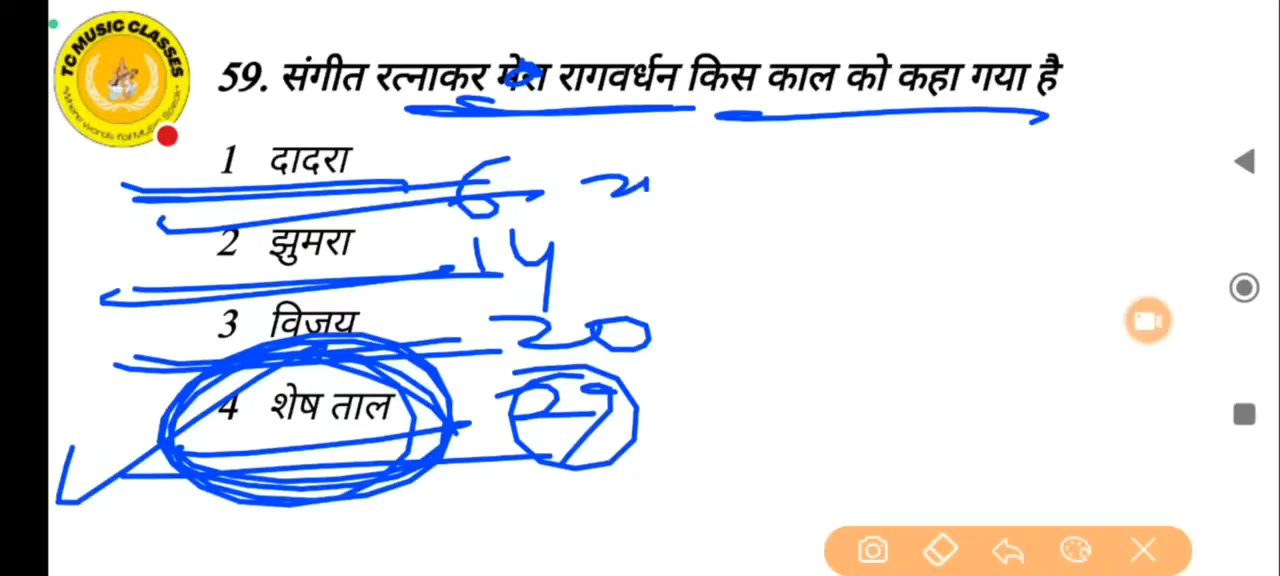 TC MUSIC CLASSES
59. संगीत रत्नाकर रागवर्धन किस काल को कहा गया है
1 दादरा 6
2 झुमरा 14
3 विजय 20
4 शेष ताल